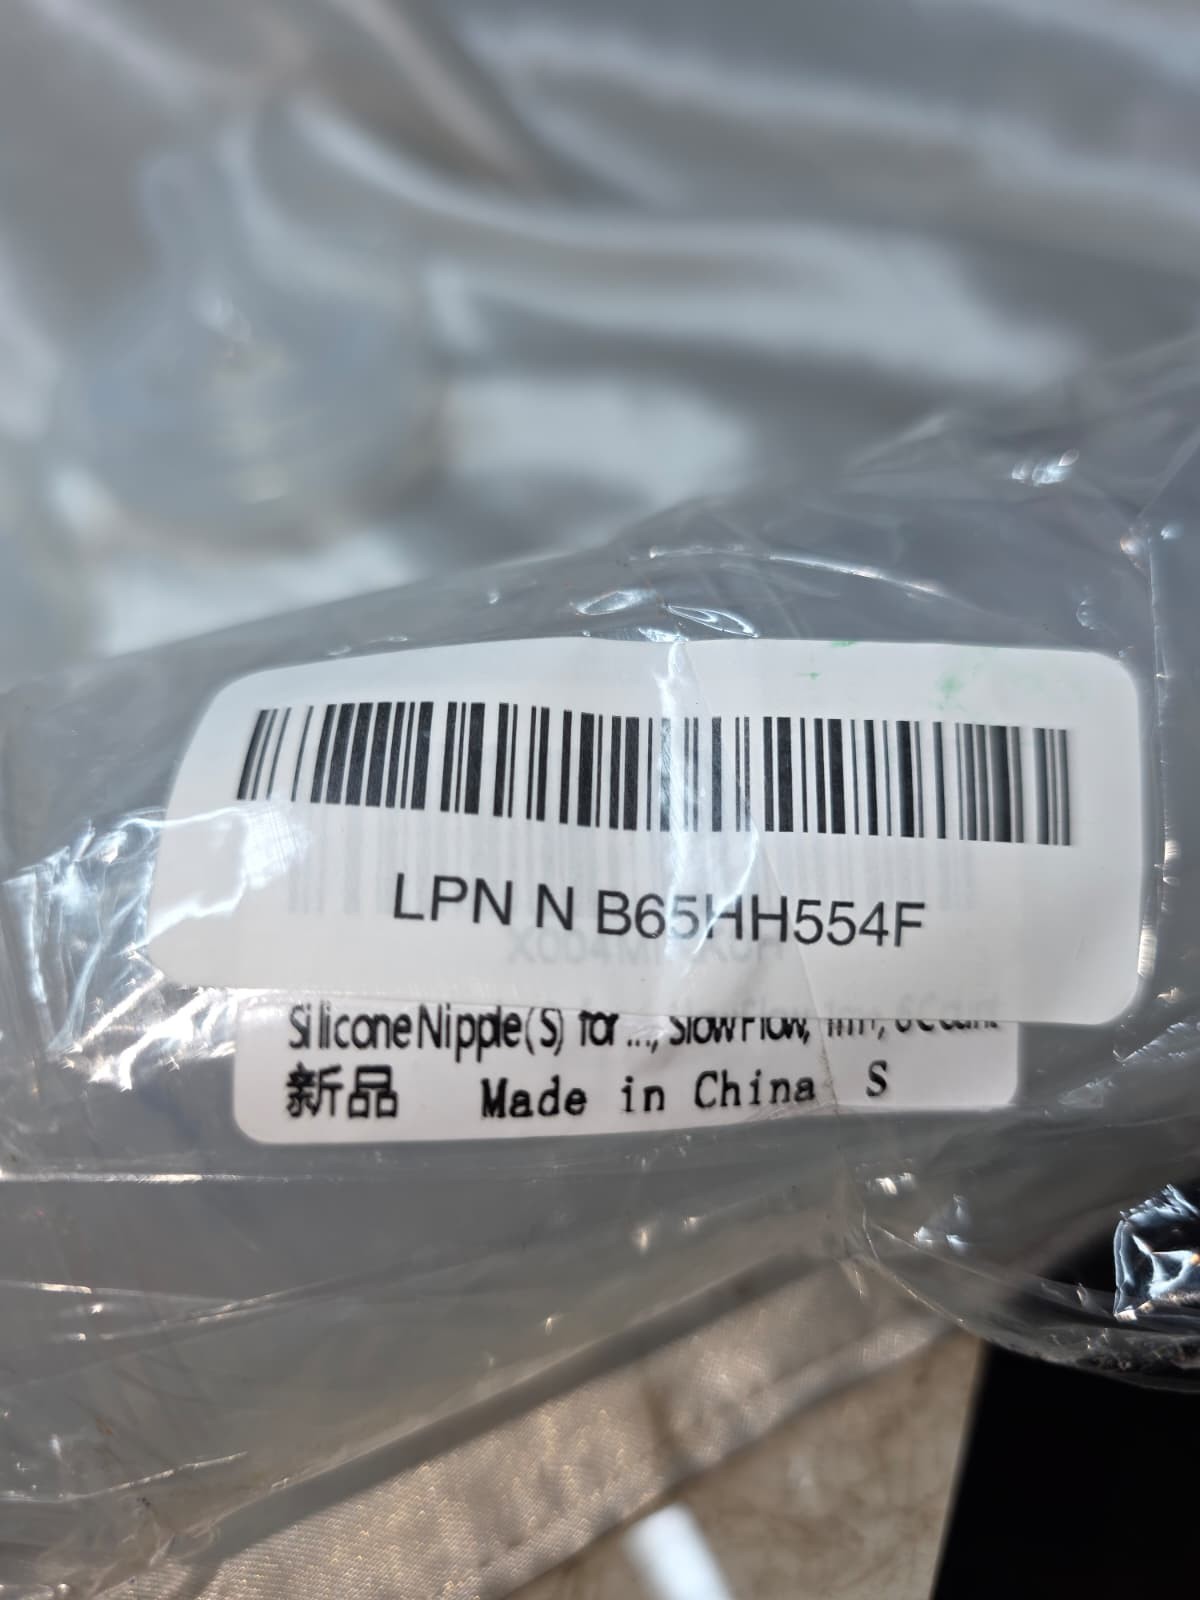 LPN N B65HH554F
Silicone Nipple(S) for ..., Slow Flow,
新品 Made in China S